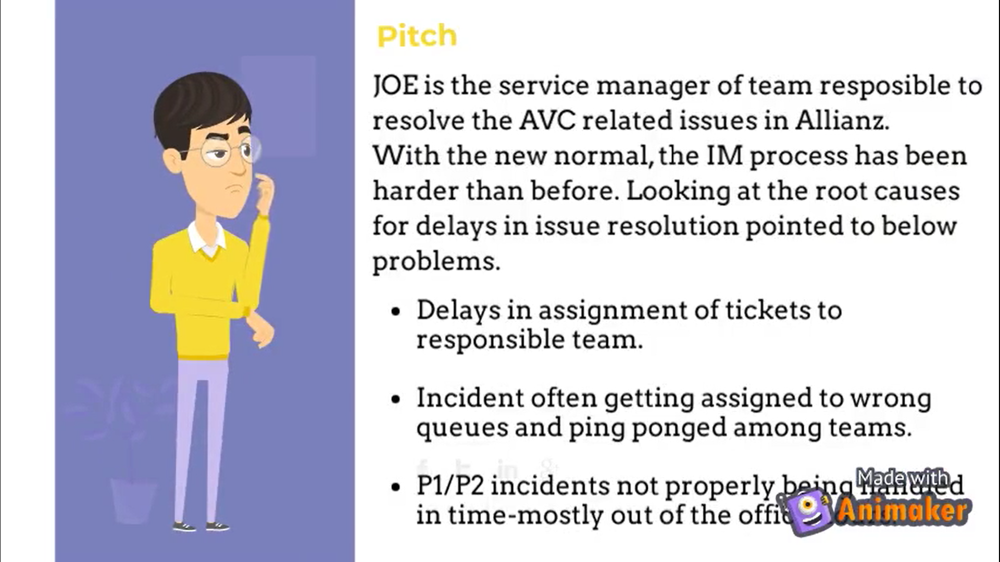 Pitch
JOE is the service manager of team resposible to
resolve the AVC related issues in Allianz.
With the new normal, the IM process has been
harder than before. Looking at the root causes
for delays in issue resolution pointed to below
problems.
• Delays in assignment of tickets to
responsible team.
• Incident often getting assigned to wrong
queues and ping ponged among teams.
f t in g+
• P1/P2 incidents not properly being handled
in time-mostly out of the
Made with
Animaker